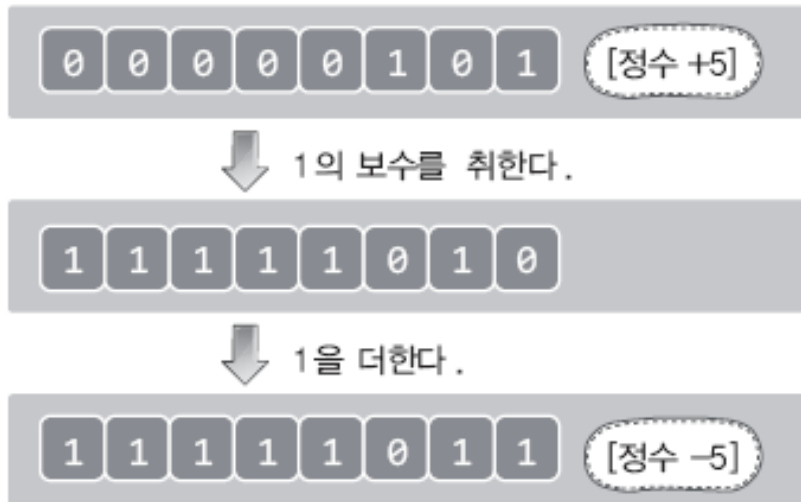 0 0 0 0 0 1 0 1 [정수 +5]
1의 보수를 취한다.
1 1 1 1 1 0 1 0
1을 더한다.
1 1 1 1 1 0 1 1 [정수 –5]